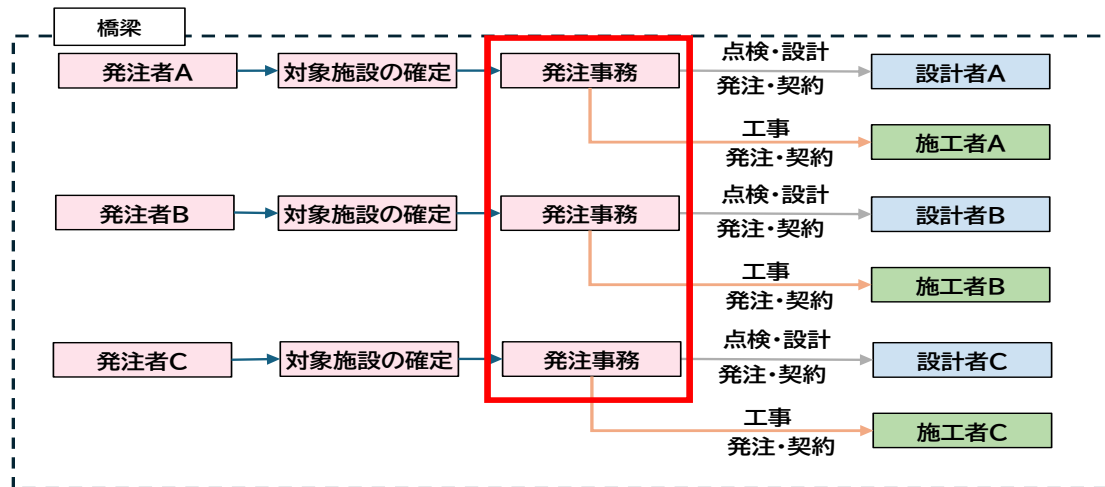 橋梁
発注者A
対象施設の確定
発注事務
点検・設計
発注・契約
設計者A
工事
発注・契約
施工者A
発注者B
対象施設の確定
発注事務
点検・設計
発注・契約
設計者B
工事
発注・契約
施工者B
発注者C
対象施設の確定
発注事務
点検・設計
発注・契約
設計者C
工事
発注・契約
施工者C